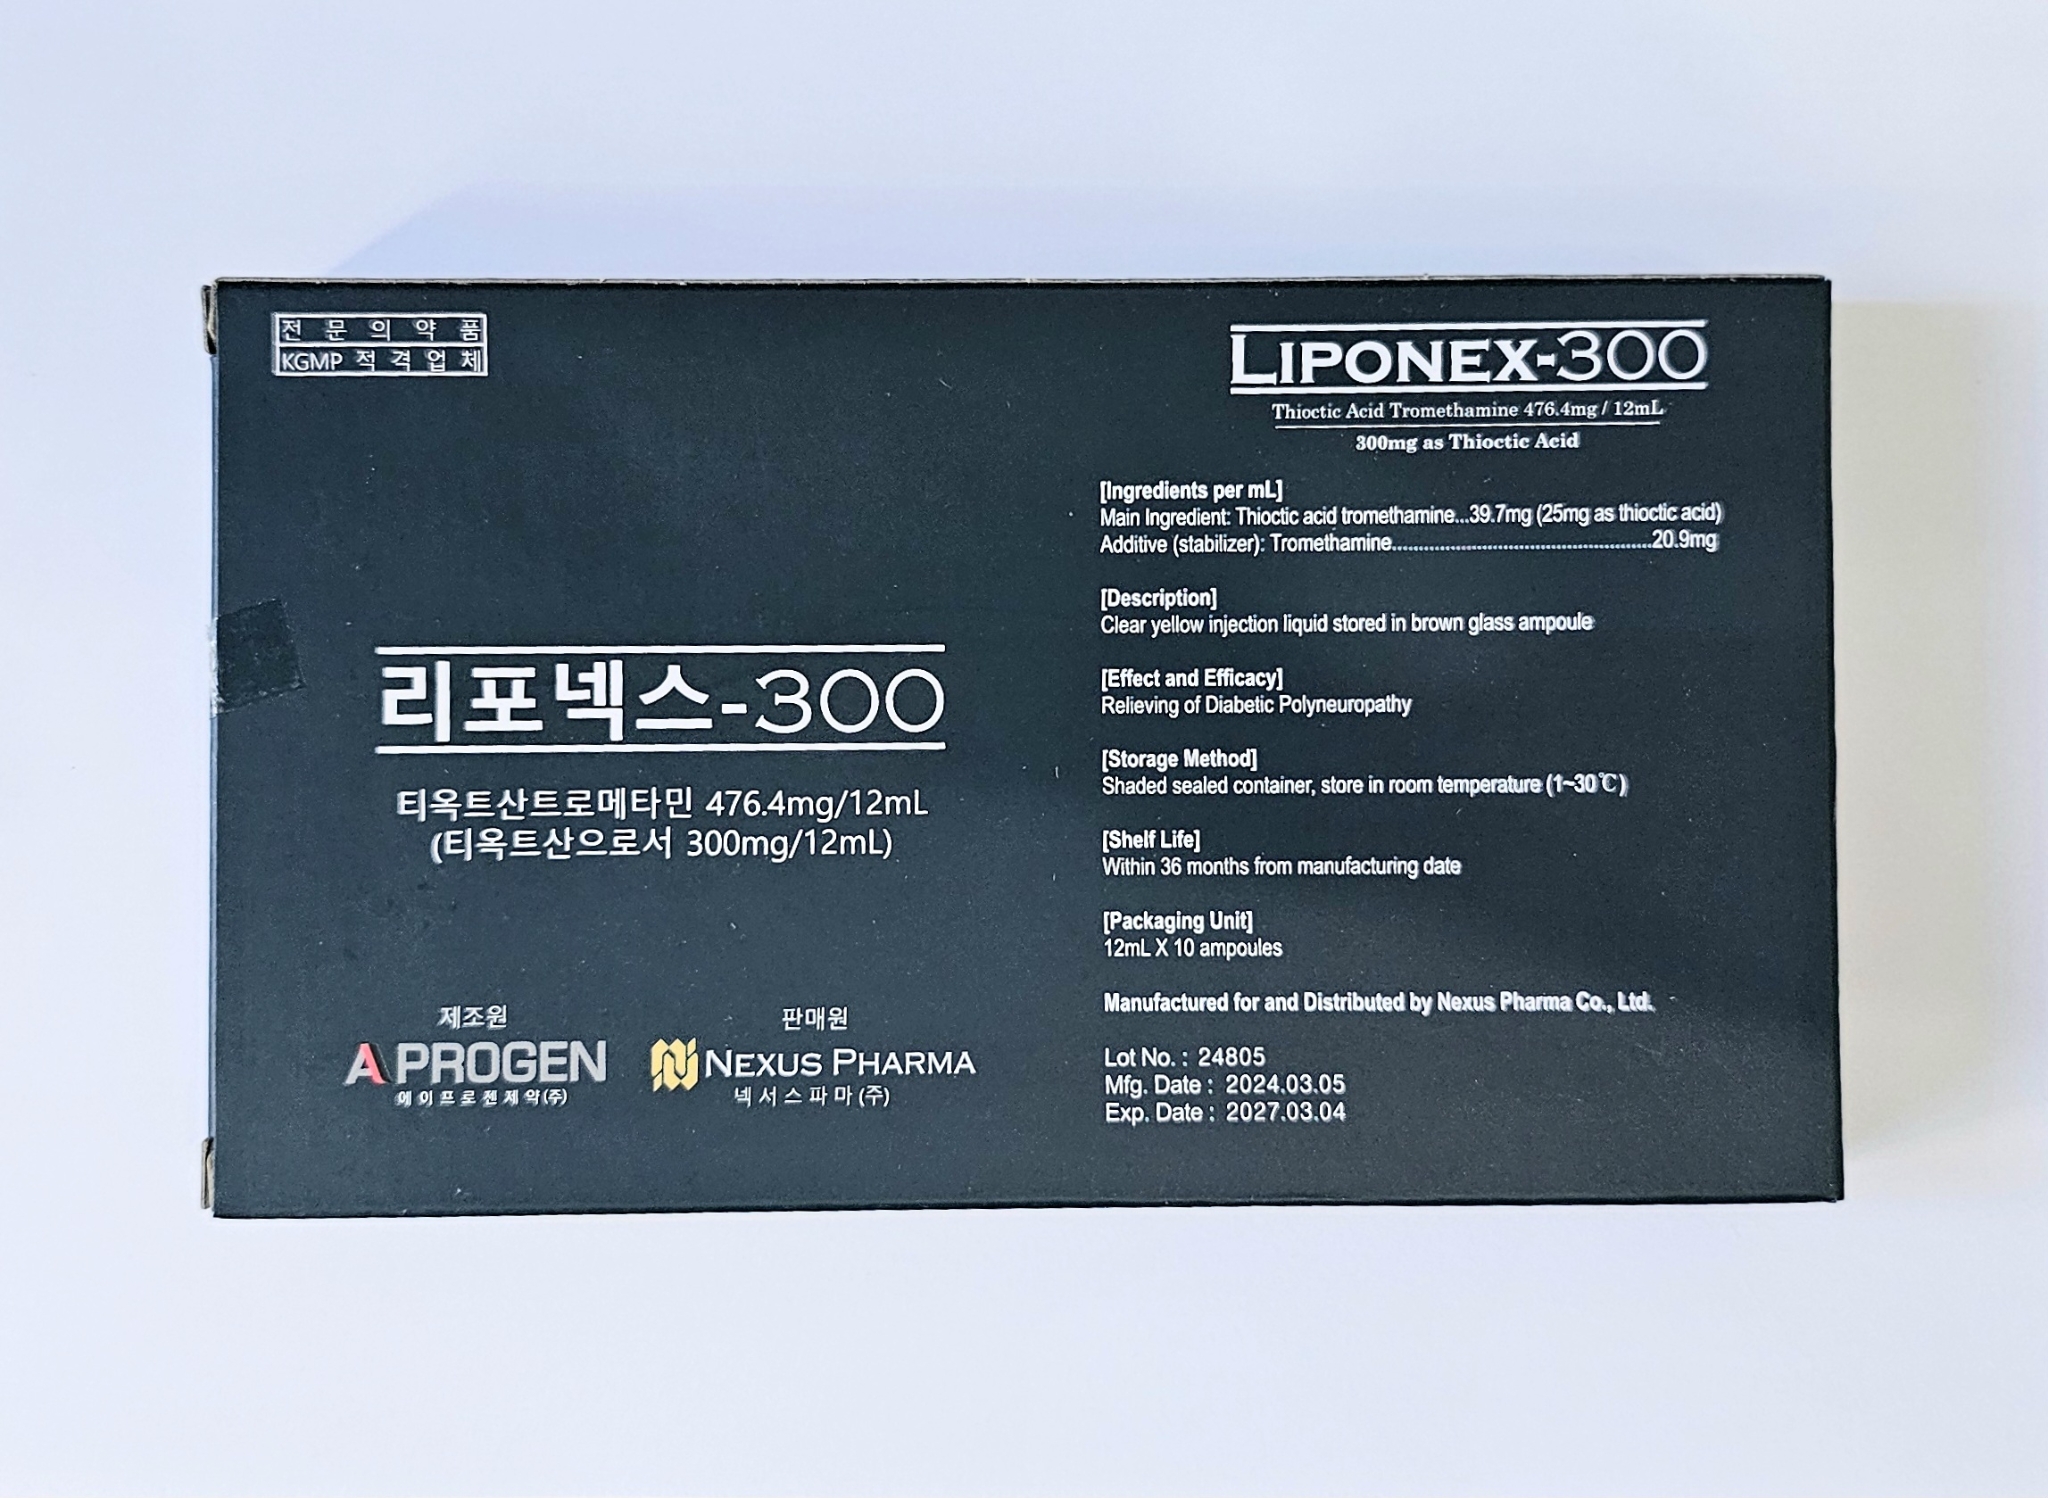 전문의약품
KGMP 적격업체
리포넥스-300
티옥트산트로메타민 476.4mg/12mL
(티옥트산으로서 300mg/12mL)
제조원
APROGEN
에이프로젠제약(주)
판매원
NEXUS PHARMA
넥서스파마(주)
LIPONEX-300
Thioctic Acid Tromethamine 476.4mg / 12mL
300mg as Thioctic Acid
[Ingredients per mL]
Main Ingredient: Thioctic acid tromethamine...39.7mg (25mg as thioctic acid)
Additive (stabilizer): Tromethamine..................................................20.9mg
[Description]
Clear yellow injection liquid stored in brown glass ampoule
[Effect and Efficacy]
Relieving of Diabetic Polyneuropathy
[Storage Method]
Shaded sealed container, store in room temperature (1~30℃)
[Shelf Life]
Within 36 months from manufacturing date
[Packaging Unit]
12mL X 10 ampoules
Manufactured for and Distributed by Nexus Pharma Co., Ltd.
Lot No. : 24805
Mfg. Date : 2024.03.05
Exp. Date : 2027.03.04